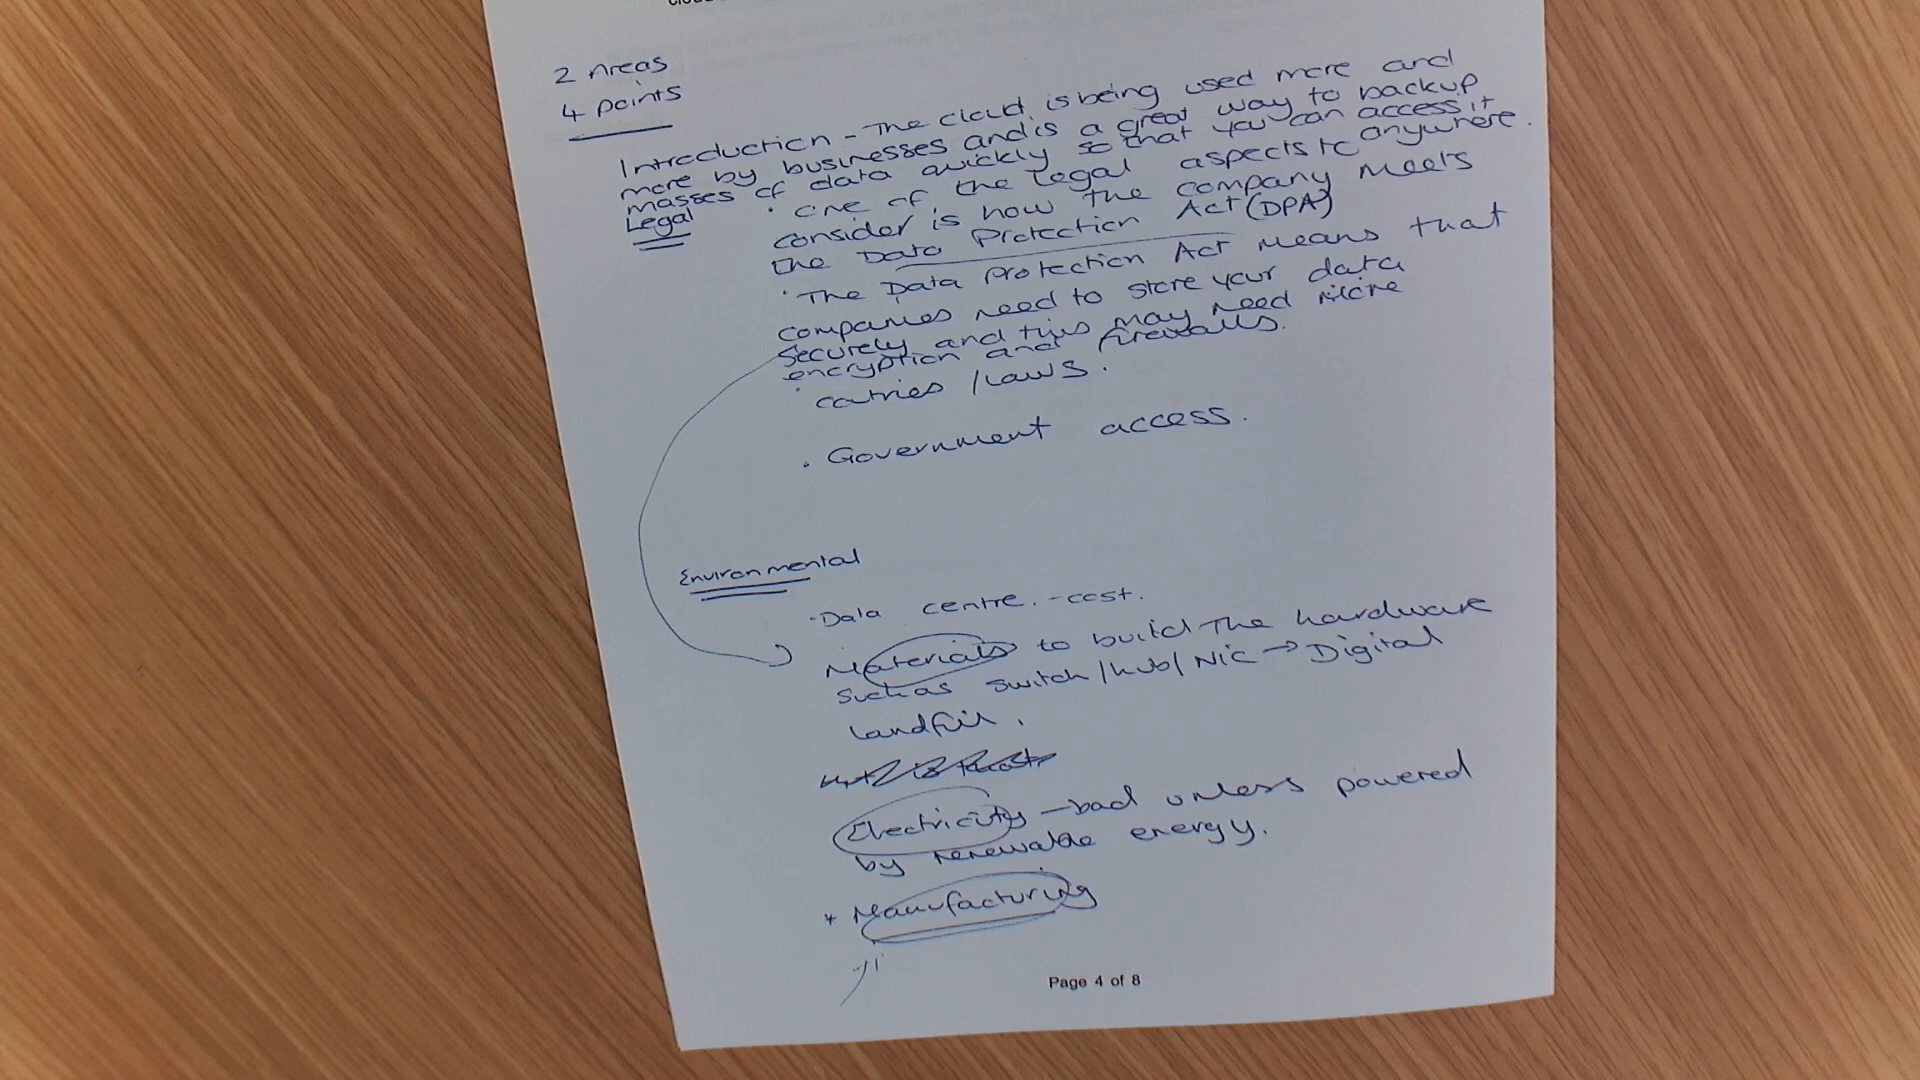 2 Areas
4 points
Introduction - The cloud is being used more and
more by businesses and is a great way to backup
masses of data quickly so that you can access it
anywhere.
Legal
· one of the legal aspects to
consider is how the company meets
the Data Protection Act (DPA)
· The Data Protection Act means that
companies need to store your data
securely and this may need more
encryption and firewalls.
· /laws.
· Government access.
Environmental
· Data centre. - cost.
Materials to build the hardware
such as switch/hub/NIC → Digital
landfill.
Electricity - bad unless powered
by renewable energy.
* Manufacturing
Page 4 of 8